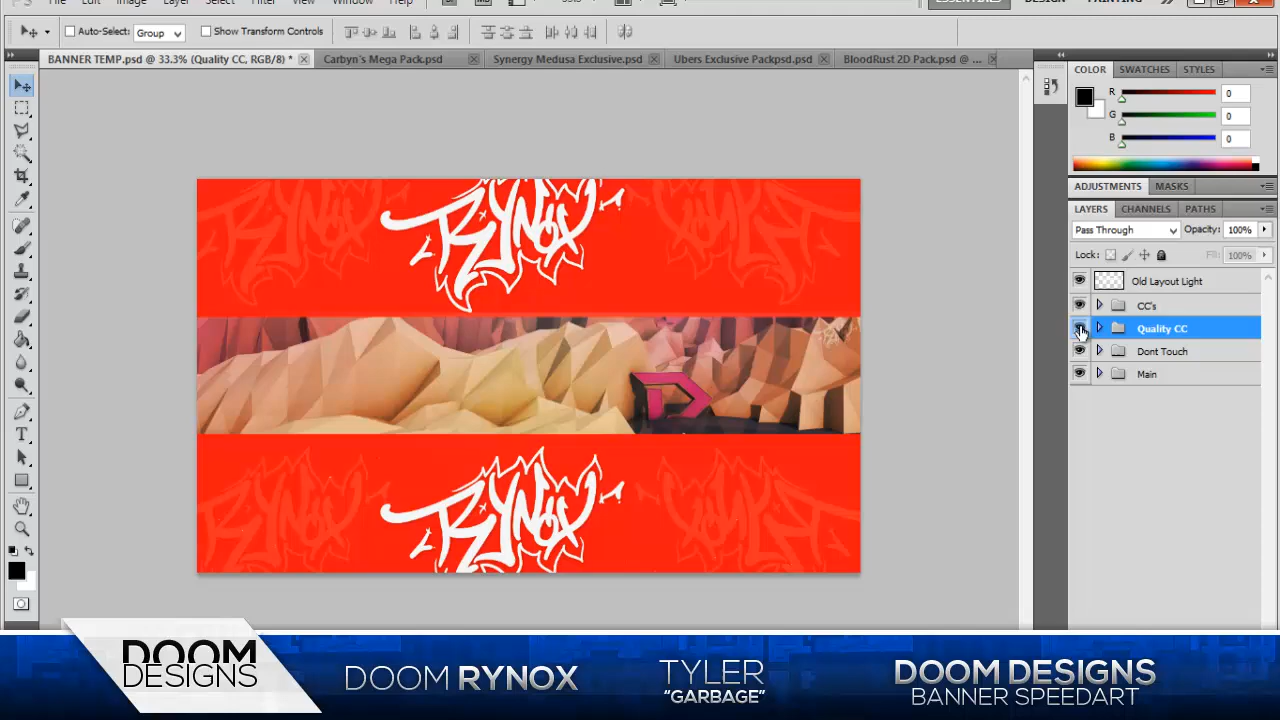 Auto-Select: Group Show Transform Controls
BANNER TEMP.psd @ 33.3% (Quality CC, RGB/8) * Carbyn's Mega Pack.psd Synergy Medusa Exclusive.psd Ubers Exclusive Packpsd.psd BloodRust 2D Pack.psd @ ...
COLOR SWATCHES STYLES
R 0
G 0
B 0
ADJUSTMENTS MASKS
LAYERS CHANNELS PATHS
Pass Through Opacity: 100%
Lock: Fill: 100%
Old Layout Light
CC's
Quality CC
Dont Touch
Main
RYNOX
RYNOX
DOOM
DESIGNS
DOOM RYNOX
TYLER
"GARBAGE"
DOOM DESIGNS
BANNER SPEEDART